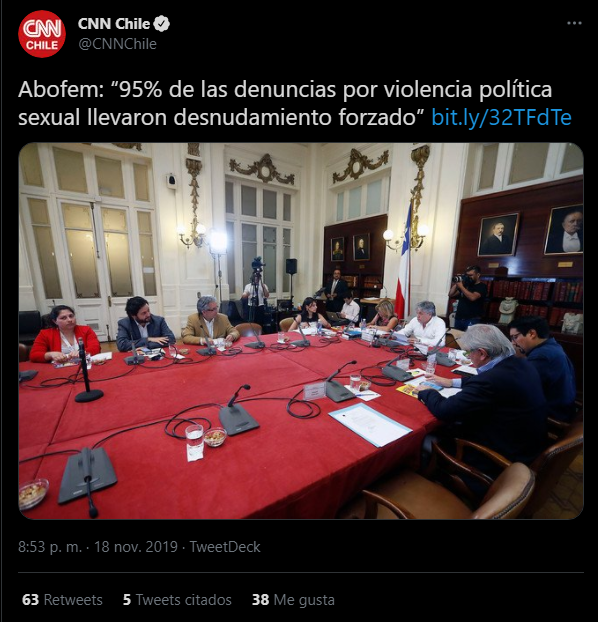 CNN
CHILE
CNN Chile
@CNNChile
Abofem: “95% de las denuncias por violencia política
sexual llevaron desnudamiento forzado” bit.ly/32TFdTe
8:53 p. m. · 18 nov. 2019 · TweetDeck
63 Retweets 5 Tweets citados 38 Me gusta